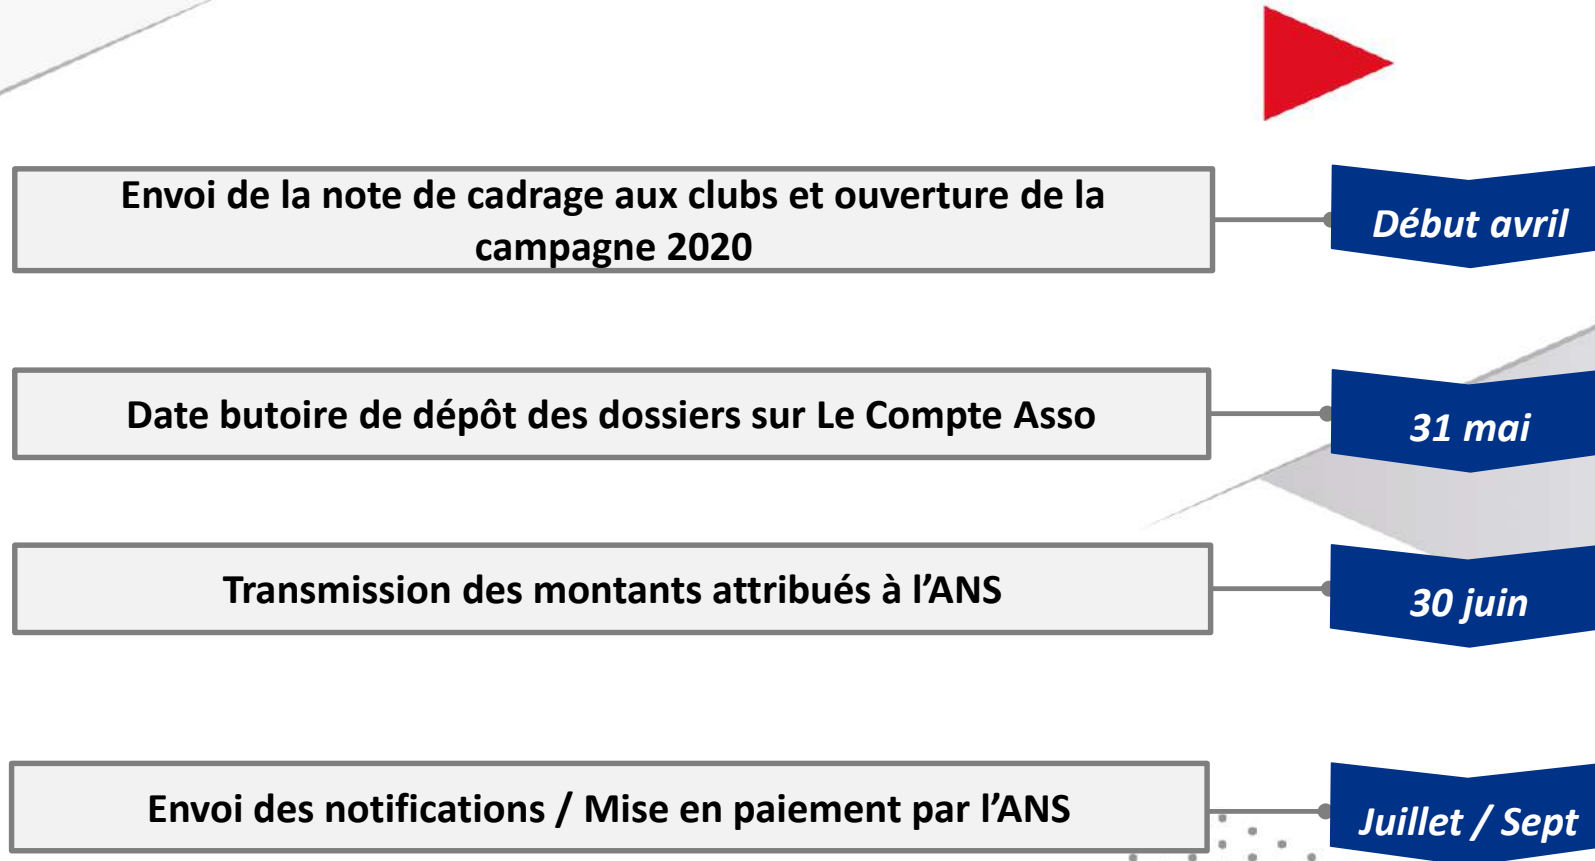 Envoi de la note de cadrage aux clubs et ouverture de la
campagne 2020
Début avril
Date butoire de dépôt des dossiers sur Le Compte Asso
31 mai
Transmission des montants attribués à l’ANS
30 juin
Envoi des notifications / Mise en paiement par l’ANS
Juillet / Sept